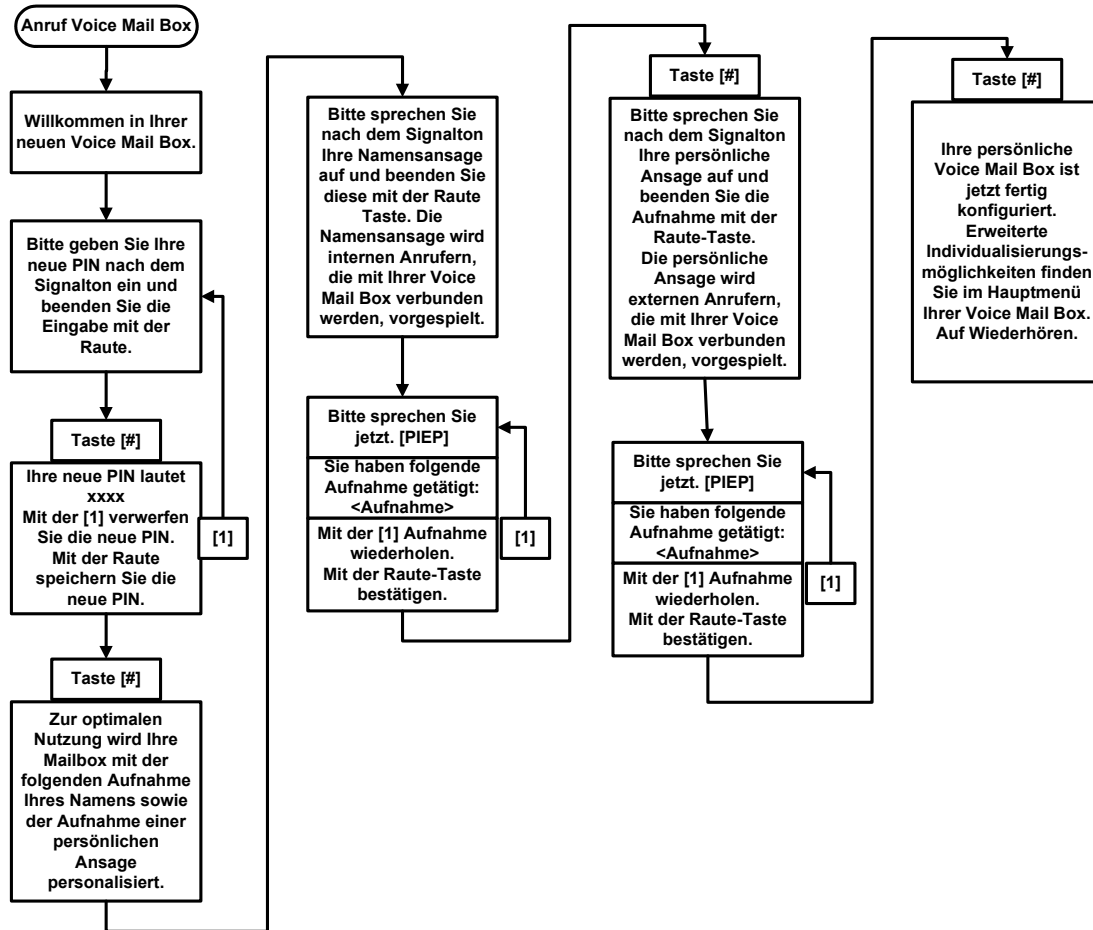 Anruf Voice Mail Box
Willkommen in Ihrer
neuen Voice Mail Box.
Bitte geben Sie Ihre
neue PIN nach dem
Signalton ein und
beenden Sie die
Eingabe mit der
Raute.
Taste [#]
Ihre neue PIN lautet
xxxx
Mit der [1] verwerfen
Sie die neue PIN.
Mit der Raute
speichern Sie die
neue PIN.
[1]
Taste [#]
Zur optimalen
Nutzung wird Ihre
Mailbox mit der
folgenden Aufnahme
Ihres Namens sowie
der Aufnahme einer
persönlichen
Ansage
personalisiert.
Bitte sprechen Sie
nach dem Signalton
Ihre Namensansage
auf und beenden Sie
diese mit der Raute
Taste. Die
Namensansage wird
internen Anrufern,
die mit Ihrer Voice
Mail Box verbunden
werden, vorgespielt.
Bitte sprechen Sie
jetzt. [PIEP]
Sie haben folgende
Aufnahme getätigt:
<Aufnahme>
Mit der [1] Aufnahme
wiederholen.
Mit der Raute-Taste
bestätigen.
[1]
Taste [#]
Bitte sprechen Sie
nach dem Signalton
Ihre persönliche
Ansage auf und
beenden Sie die
Aufnahme mit der
Raute-Taste.
Die persönliche
Ansage wird
externen Anrufern,
die mit Ihrer Voice
Mail Box verbunden
werden, vorgespielt.
Bitte sprechen Sie
jetzt. [PIEP]
Sie haben folgende
Aufnahme getätigt:
<Aufnahme>
Mit der [1] Aufnahme
wiederholen.
Mit der Raute-Taste
bestätigen.
[1]
Taste [#]
Ihre persönliche
Voice Mail Box ist
jetzt fertig
konfiguriert.
Erweiterte
Individualisierungs-
möglichkeiten finden
Sie im Hauptmenü
Ihrer Voice Mail Box.
Auf Wiederhören.